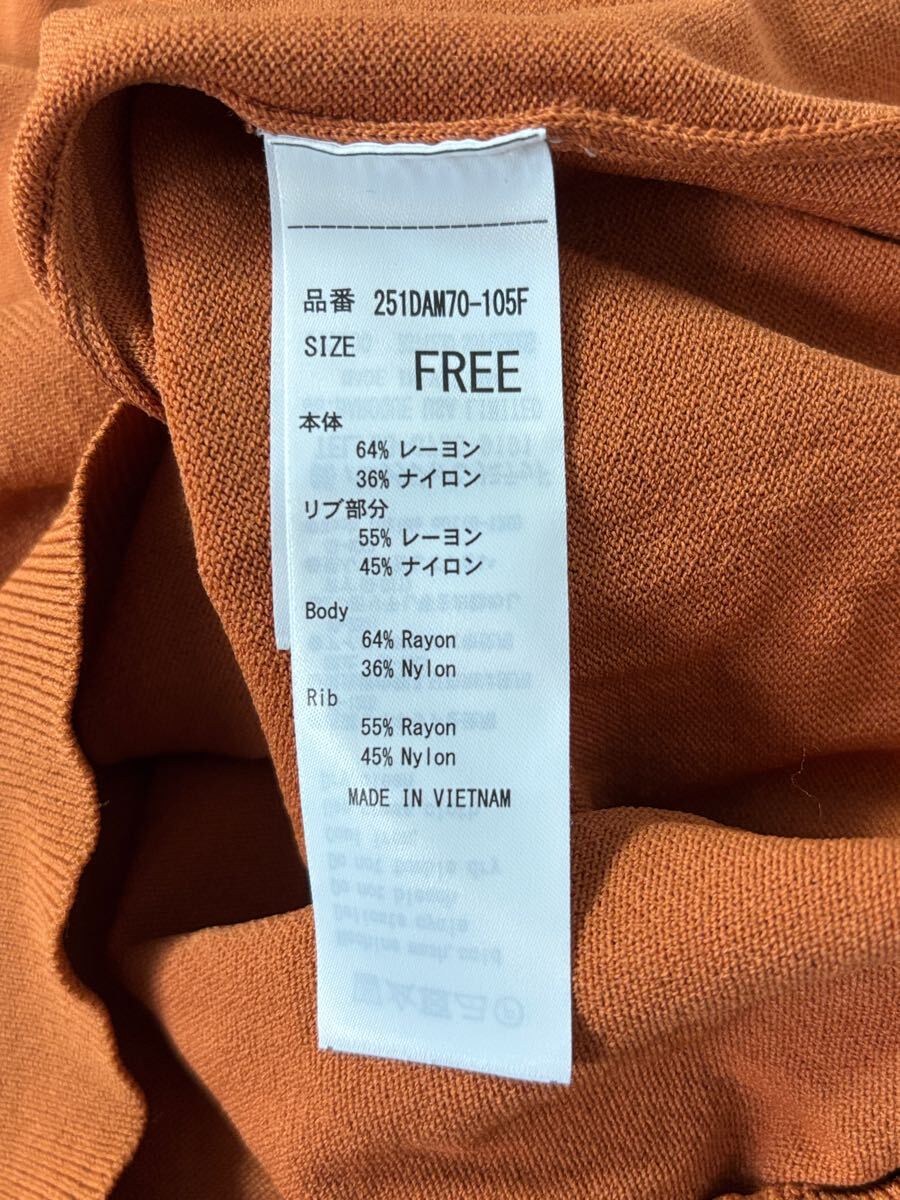 品番 251DAM70-105F
SIZE FREE
本体
64% レーヨン
36% ナイロン
リブ部分
55% レーヨン
45% ナイロン
Body
64% Rayon
36% Nylon
Rib
55% Rayon
45% Nylon
MADE IN VIETNAM